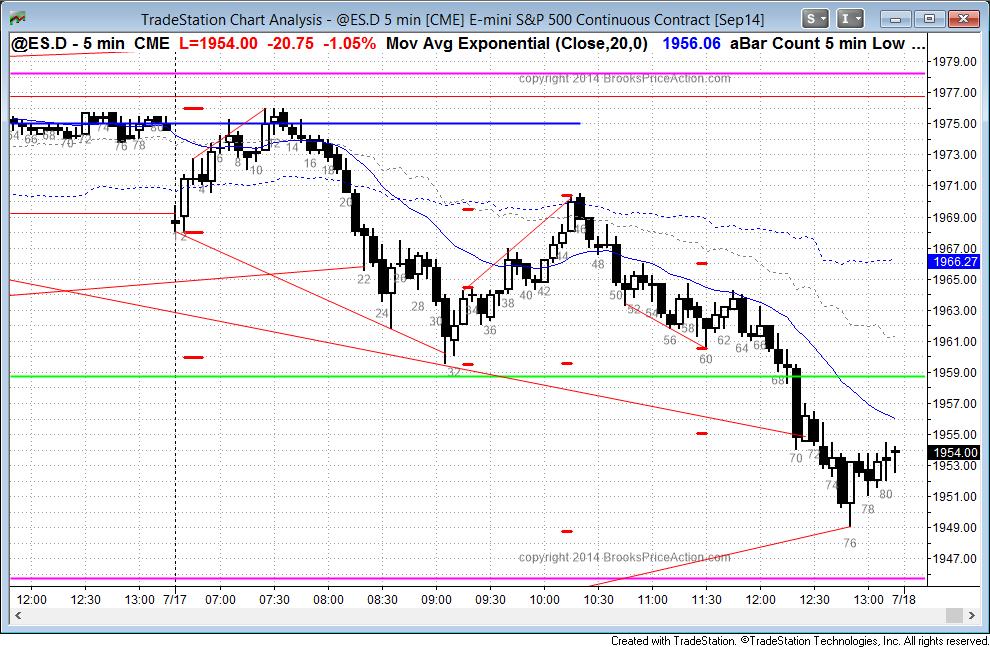 TradeStation Chart Analysis - @ES.D 5 min [CME] E-mini S&P 500 Continuous Contract [Sep14]
S I
@ES.D - 5 min CME L=1954.00 -20.75 -1.05% Mov Avg Exponential (Close,20,0) 1956.06 aBar Count 5 min Low ...
copyright 2014 BrooksPriceAction.com
1979.00
1977.00
1975.00
1973.00
1971.00
1969.00
1967.00
1966.27
1965.00
1963.00
1961.00
1959.00
1957.00
1955.00
1954.00
1953.00
1951.00
1949.00
1947.00
66 68 70 72 74 76 78 80
2 4 6 8 10 12 14 16 18
20 22 24 26 28 30 32 34 36 38 40 42 44 46 48
50 52 54 56 58 60 62 64 66 68 70 72 74 76 78 80
copyright 2014 BrooksPriceAction.com
12:00 12:30 13:00 7/17 07:00 07:30 08:00 08:30 09:00 09:30 10:00 10:30 11:00 11:30 12:00 12:30 13:00 7/18
Created with TradeStation. ©TradeStation Technologies, Inc. All rights reserved.